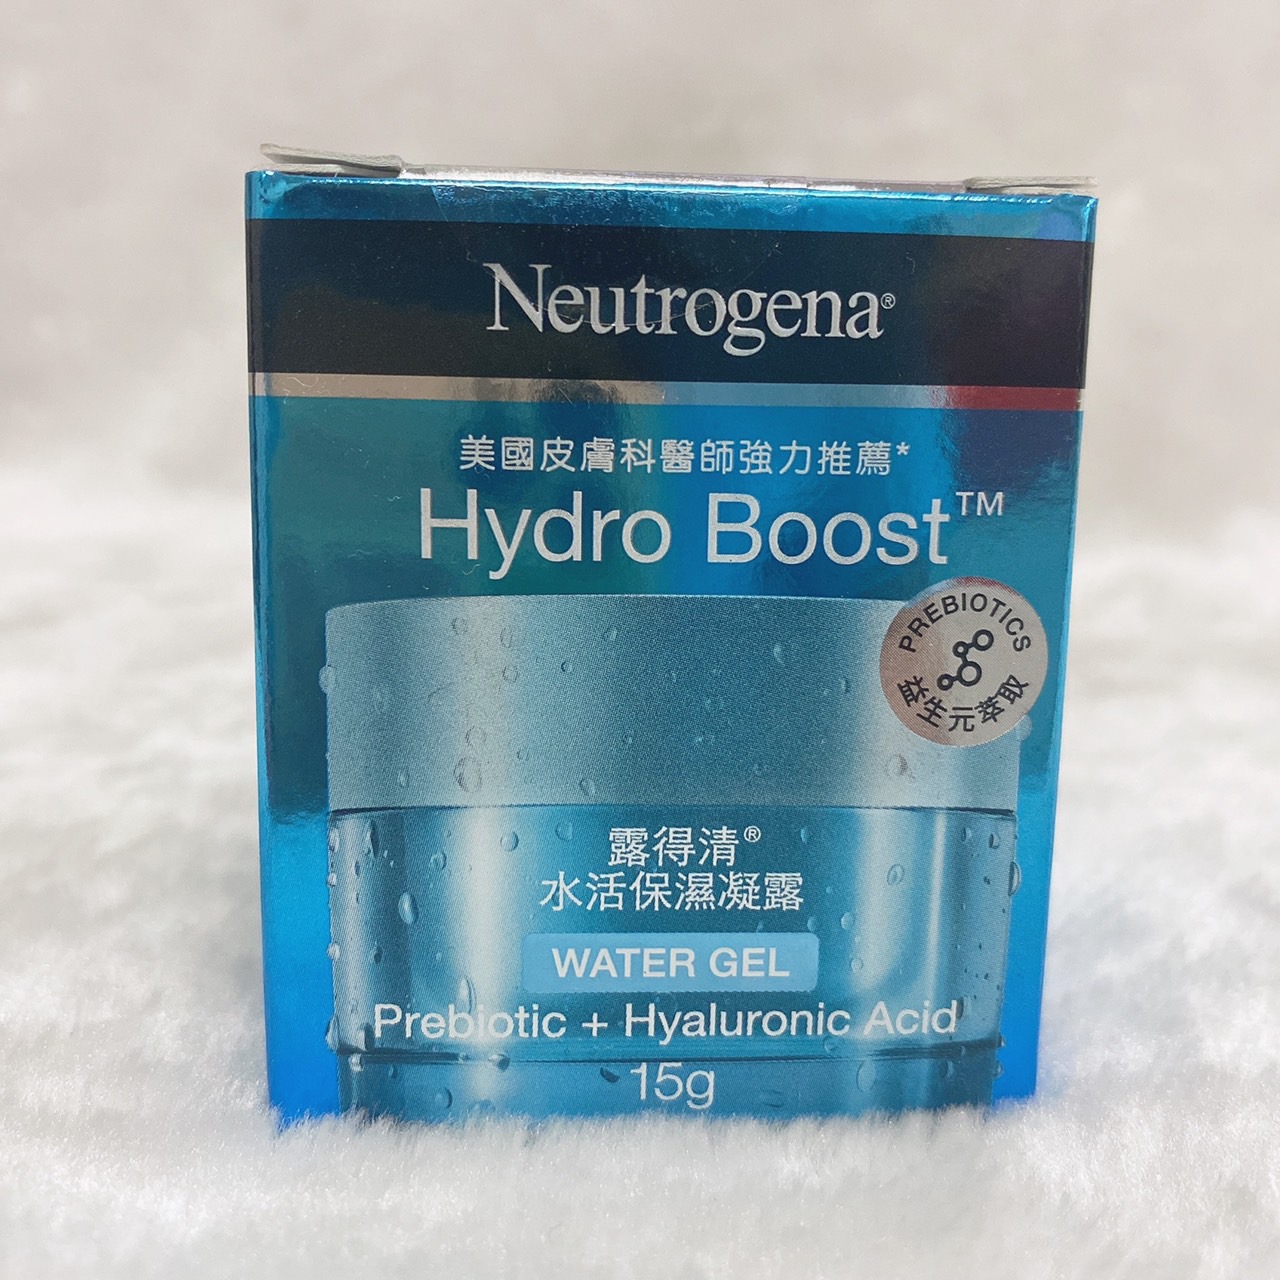 Neutrogena®
美國皮膚科醫師強力推薦*
Hydro Boost™
PREBIOTICS
益生元萃取
露得清®
水活保濕凝露
WATER GEL
Prebiotic + Hyaluronic Acid
15g